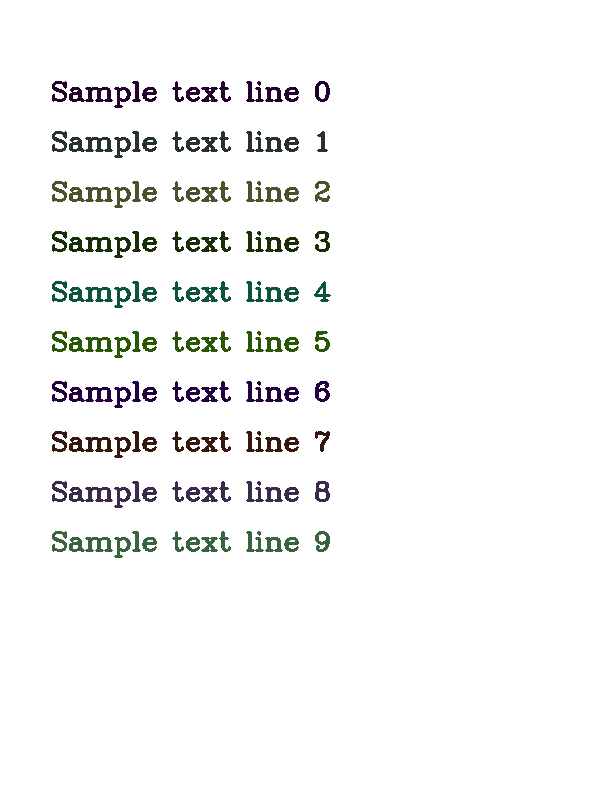 Sample text line 0
Sample text line 1
Sample text line 2
Sample text line 3
Sample text line 4
Sample text line 5
Sample text line 6
Sample text line 7
Sample text line 8
Sample text line 9